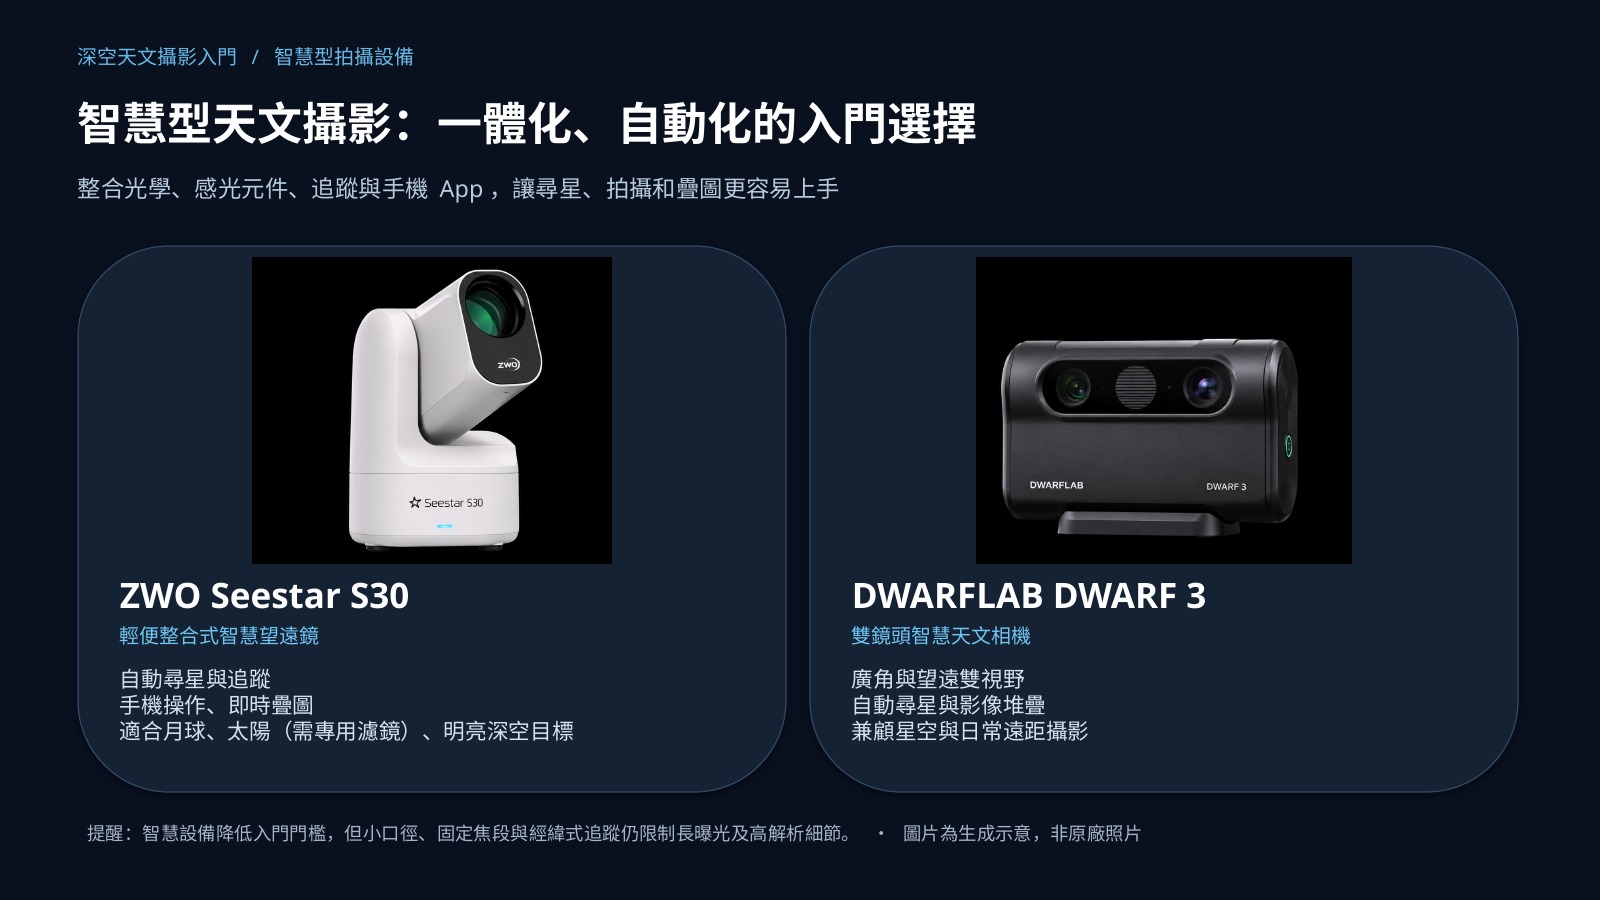 深空天文攝影入門 / 智慧型拍攝設備
智慧型天文攝影：一體化、自動化的入門選擇
整合光學、感光元件、追蹤與手機 App，讓尋星、拍攝和疊圖更容易上手
ZWO
Seestar S30
ZWO Seestar S30
輕便整合式智慧望遠鏡
自動尋星與追蹤
手機操作、即時疊圖
適合月球、太陽（需專用濾鏡）、明亮深空目標
DWARFLAB
DWARF 3
DWARFLAB DWARF 3
雙鏡頭智慧天文相機
廣角與望遠雙視野
自動尋星與影像堆疊
兼顧星空與日常遠距攝影
提醒：智慧設備降低入門門檻，但小口徑、固定焦段與經緯式追蹤仍限制長曝光及高解析細節。 • 圖片為生成示意，非原廠照片